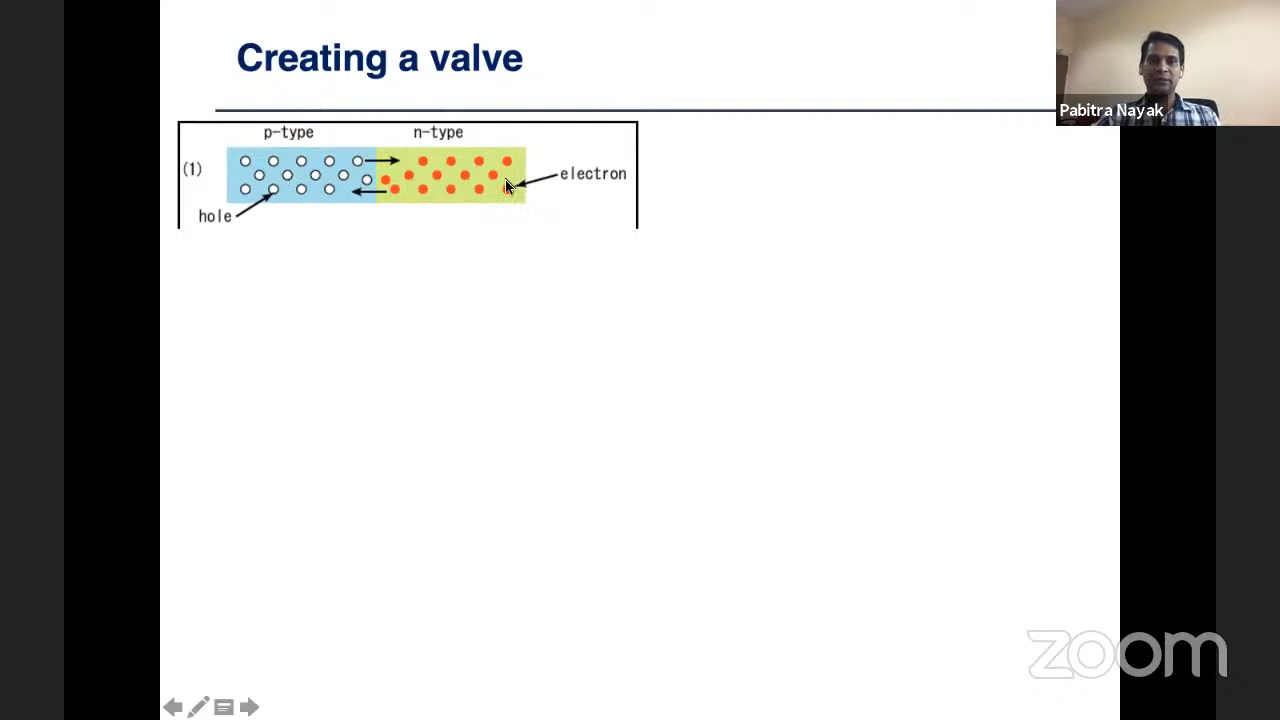 Creating a valve
Pabitra Nayak
p-type n-type
(1)
electron
hole
zoom